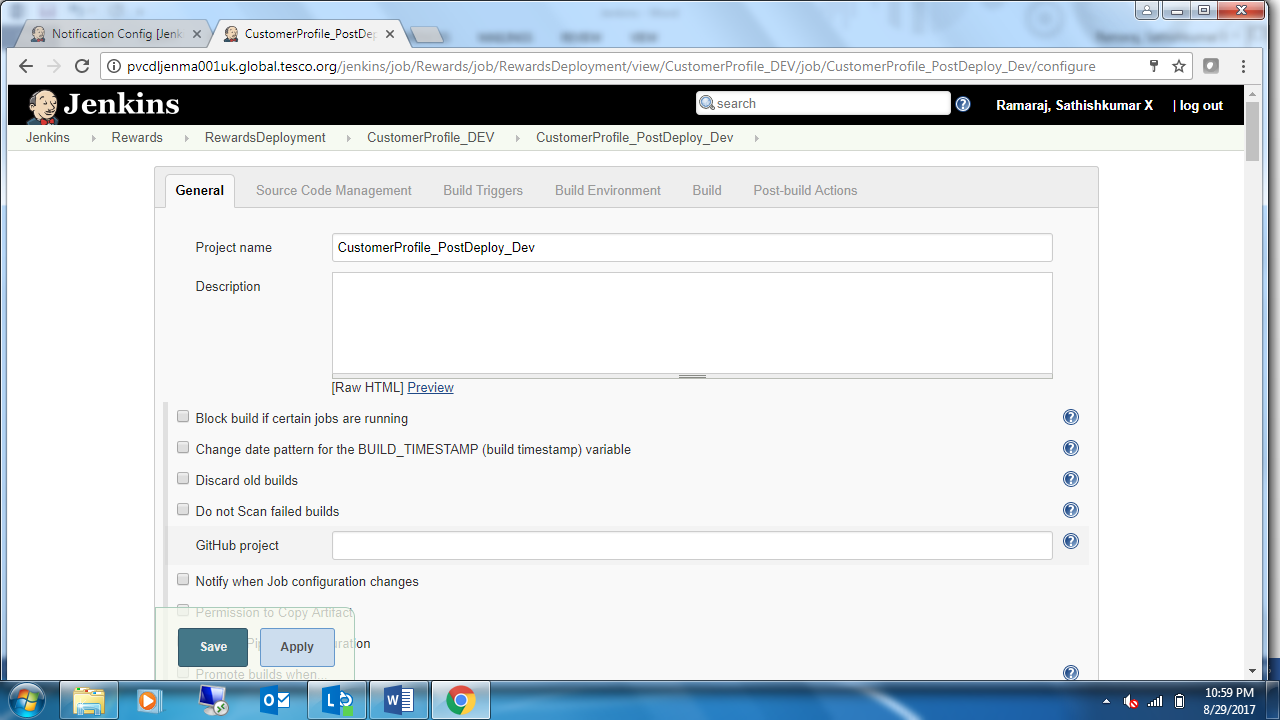 Notification Config [Jenk
CustomerProfile_PostDep
pvcdljenma001uk.global.tesco.org/jenkins/job/Rewards/job/RewardsDeployment/view/CustomerProfile_DEV/job/CustomerProfile_PostDeploy_Dev/configure
Jenkins
search
Ramaraj, Sathishkumar X
| log out
Jenkins
Rewards
RewardsDeployment
CustomerProfile_DEV
CustomerProfile_PostDeploy_Dev
General
Source Code Management
Build Triggers
Build Environment
Build
Post-build Actions
Project name
CustomerProfile_PostDeploy_Dev
Description
[Raw HTML] Preview
Block build if certain jobs are running
Change date pattern for the BUILD_TIMESTAMP (build timestamp) variable
Discard old builds
Do not Scan failed builds
GitHub project
Notify when Job configuration changes
Permission to Copy Artifact
Save
Apply
Promote builds when...
10:59 PM
8/29/2017